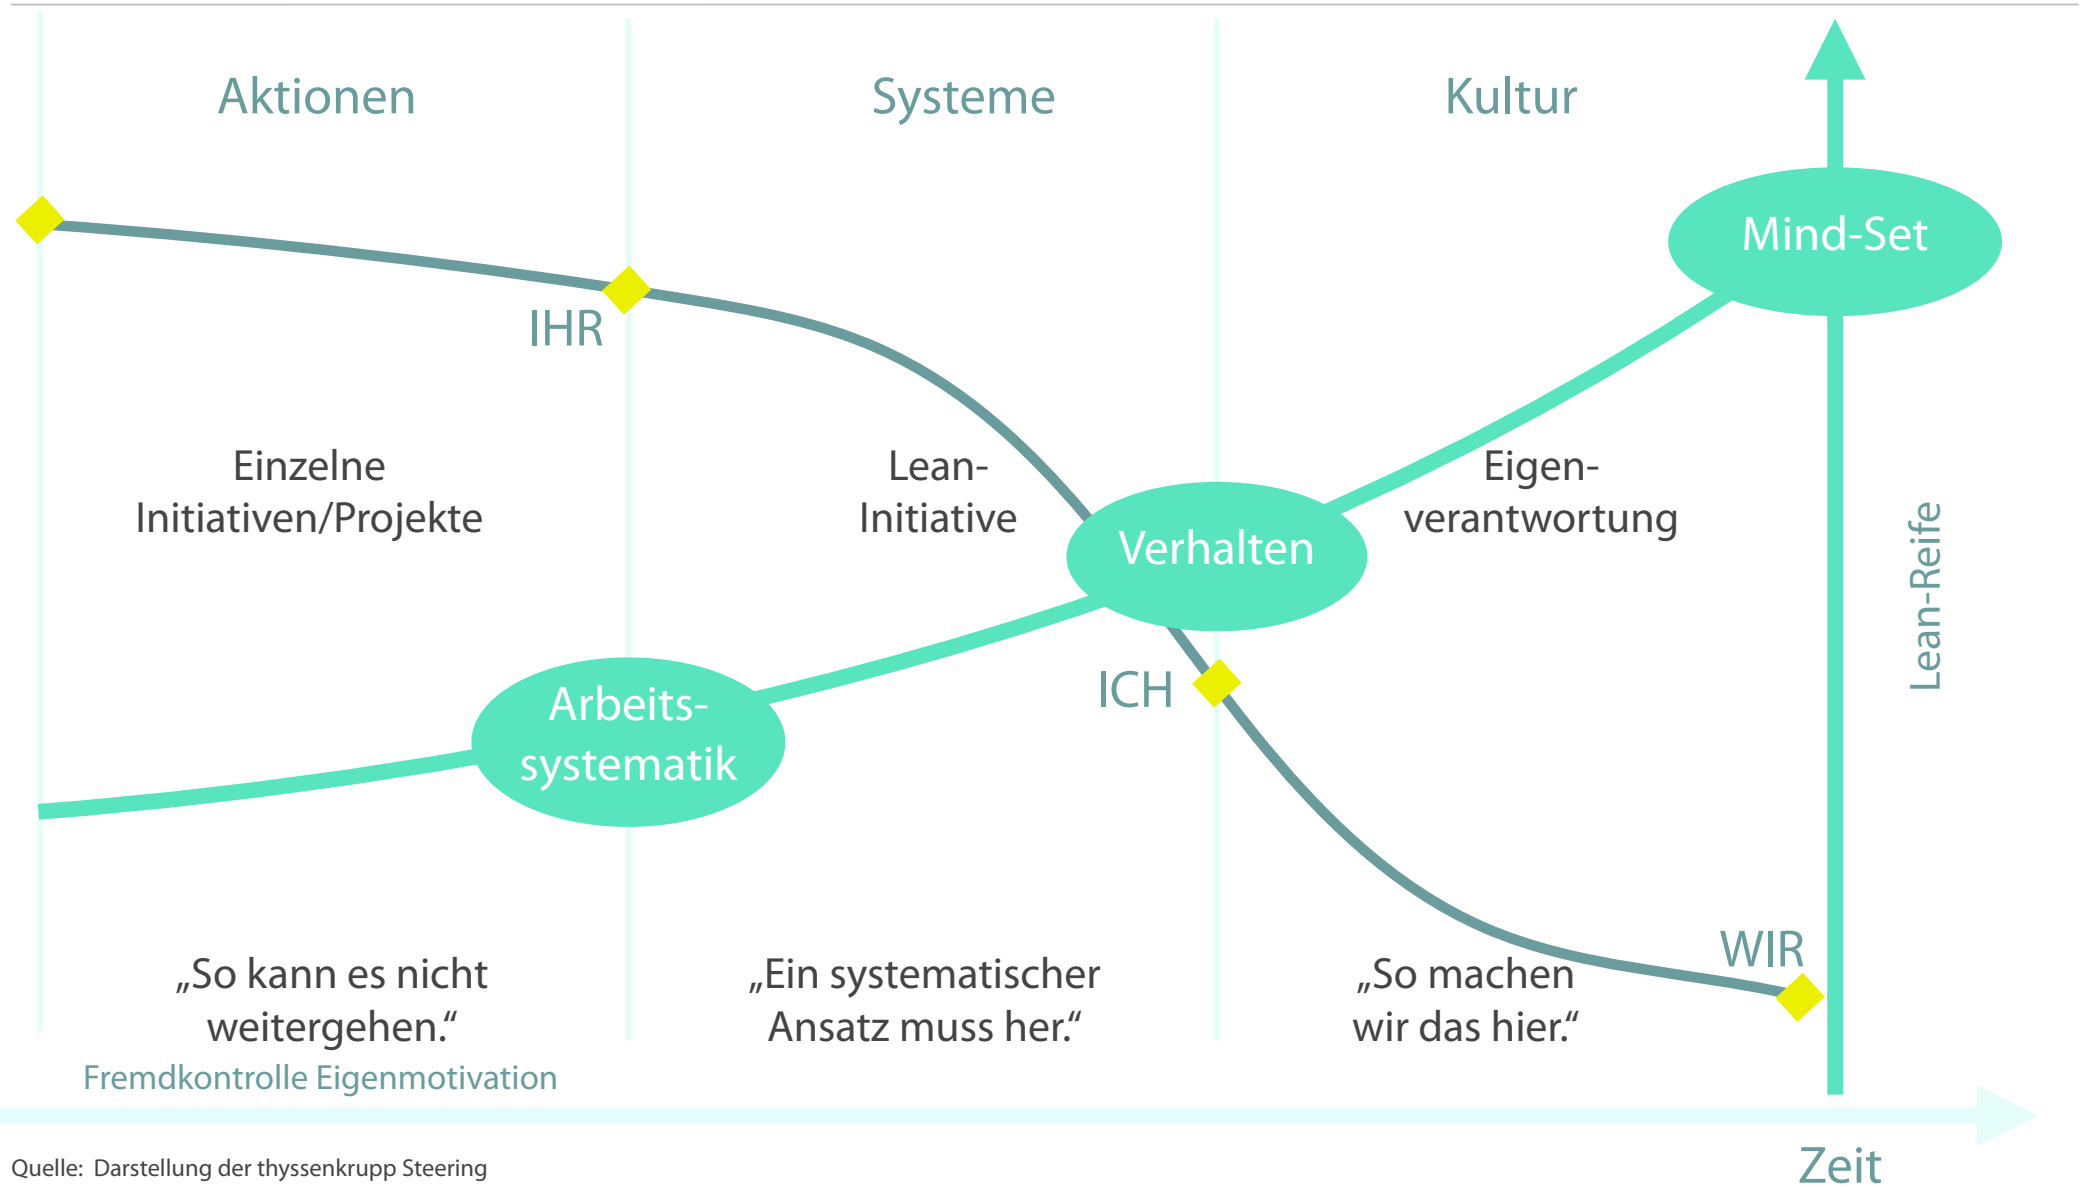 Aktionen
Systeme
Kultur
Mind-Set
IHR
Einzelne
Initiativen/Projekte
Lean-
Initiative
Eigen-
verantwortung
Verhalten
Lean-Reife
ICH
Arbeits-
systematik
WIR
„So kann es nicht
weitergehen.“
„Ein systematischer
Ansatz muss her.“
„So machen
wir das hier.“
Fremdkontrolle Eigenmotivation
Zeit
Quelle: Darstellung der thyssenkrupp Steering